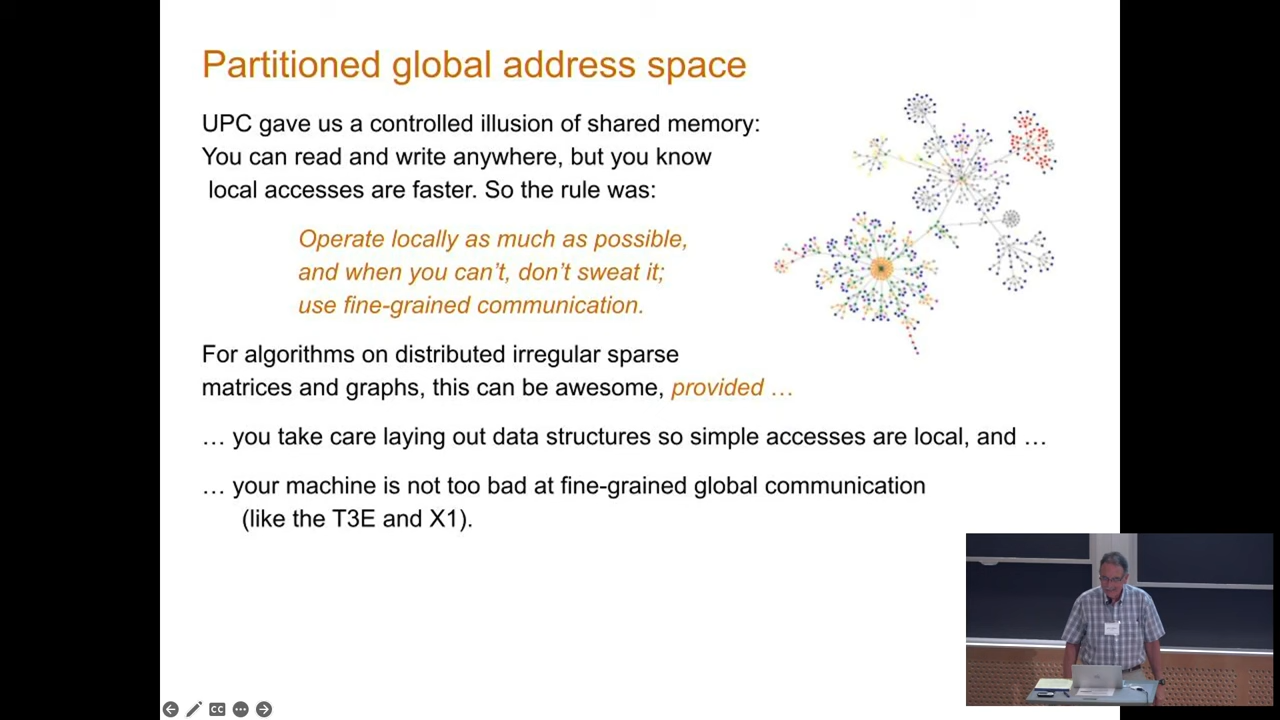 Partitioned global address space
UPC gave us a controlled illusion of shared memory:
You can read and write anywhere, but you know
local accesses are faster. So the rule was:
Operate locally as much as possible,
and when you can’t, don’t sweat it;
use fine-grained communication.
For algorithms on distributed irregular sparse
matrices and graphs, this can be awesome, provided …
… you take care laying out data structures so simple accesses are local, and …
… your machine is not too bad at fine-grained global communication
(like the T3E and X1).
CC